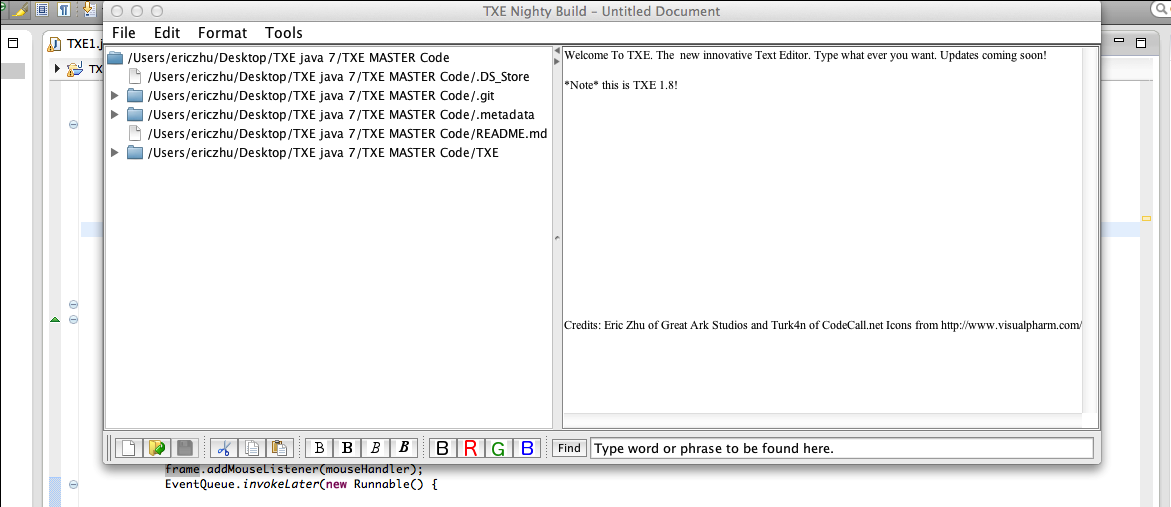 TXE Nighty Build – Untitled Document
TXE1.j
File Edit Format Tools
TX
/Users/ericzhu/Desktop/TXE java 7/TXE MASTER Code
/Users/ericzhu/Desktop/TXE java 7/TXE MASTER Code/.DS_Store
/Users/ericzhu/Desktop/TXE java 7/TXE MASTER Code/.git
/Users/ericzhu/Desktop/TXE java 7/TXE MASTER Code/.metadata
/Users/ericzhu/Desktop/TXE java 7/TXE MASTER Code/README.md
/Users/ericzhu/Desktop/TXE java 7/TXE MASTER Code/TXE
Welcome To TXE. The  new innovative Text Editor. Type what ever you want. Updates coming soon!
*Note* this is TXE 1.8!
Credits: Eric Zhu of Great Ark Studios and Turk4n of CodeCall.net Icons from http://www.visualpharm.com/
B B B B B R G B Find Type word or phrase to be found here.
frame.addMouseListener(mouseHandler);
EventQueue.invokeLater(new Runnable() {